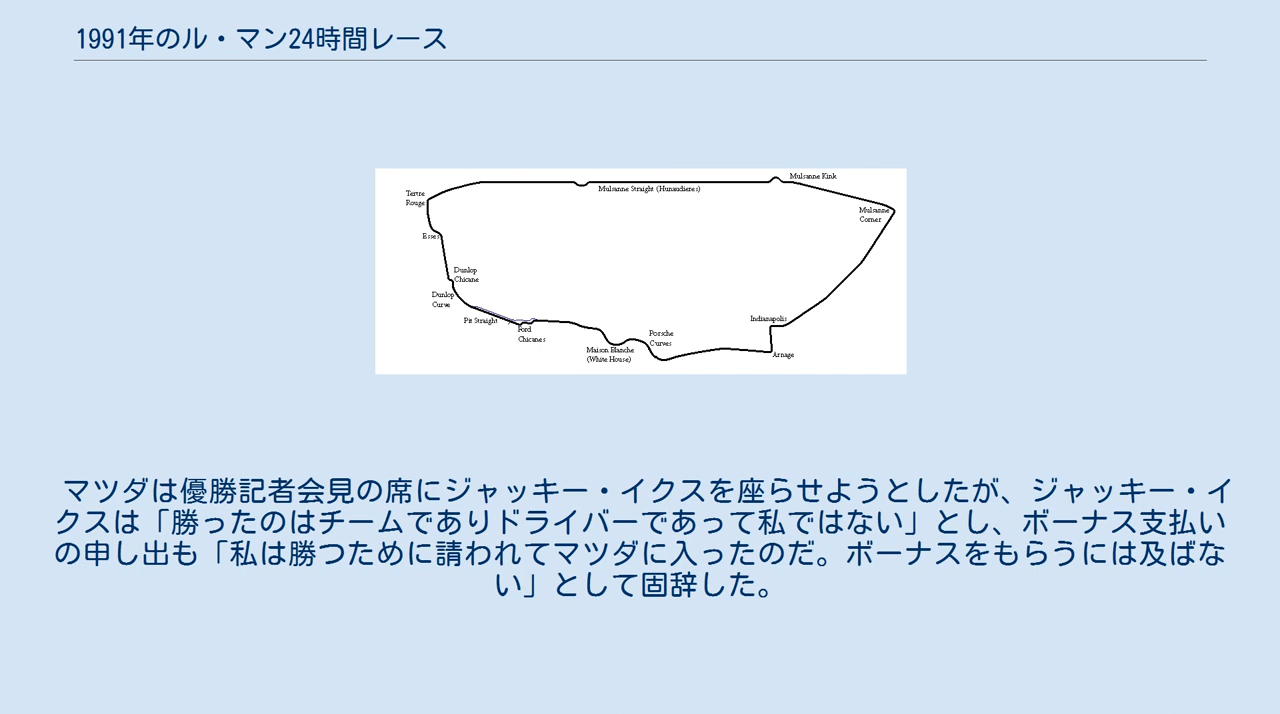 1991年のル・マン24時間レース
Mulsanne Kink
Mulsanne Straight (Hunaudieres)
Tertre
Rouge
Mulsanne
Corner
Esses
Dunlop
Chicane
Dunlop
Curve
Pit Straight
Ford
Chicanes
Indianapolis
Porsche
Curves
Maison Blanche
(White House)
Arnage
マツダは優勝記者会見の席にジャッキー・イクスを座らせようとしたが、ジャッキー・イ
クスは「勝ったのはチームでありドライバーであって私ではない」とし、ボーナス支払い
の申し出も「私は勝つために請われてマツダに入ったのだ。ボーナスをもらうには及ばな
い」として固辞した。